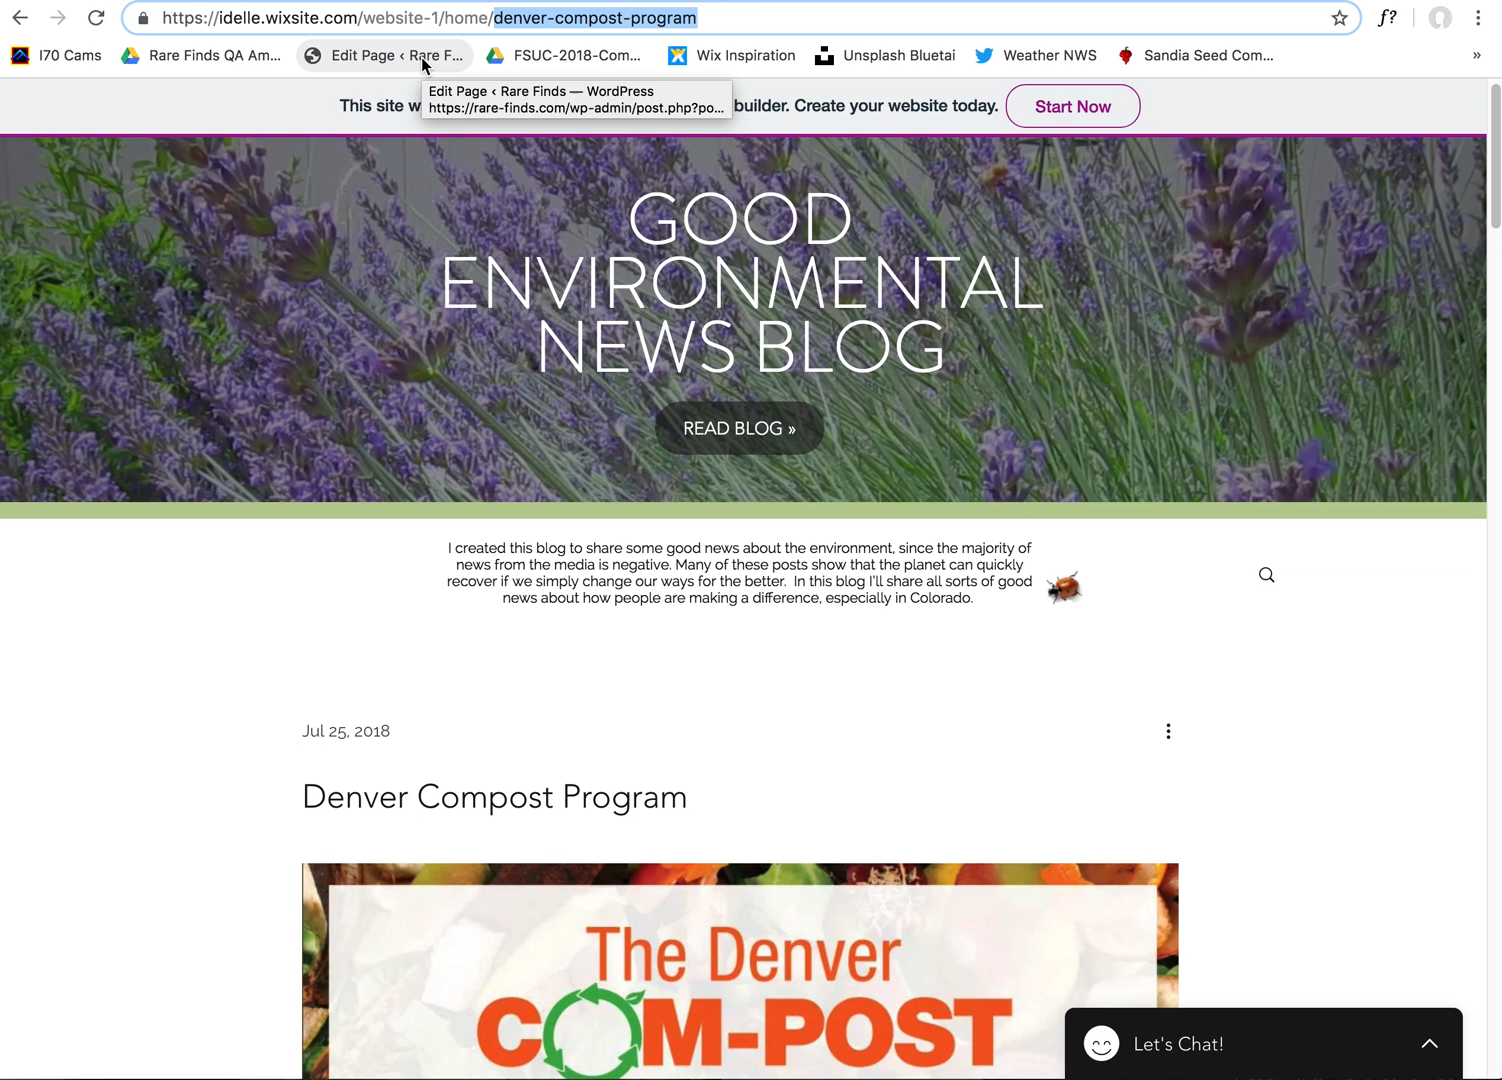 https://idelle.wixsite.com/website-1/home/denver-compost-program
f?
I70 Cams
Rare Finds QA Am...
Edit Page ‹ Rare F...
FSUC-2018-Com...
Wix Inspiration
Unsplash Bluetai
Weather NWS
Sandia Seed Com...
»
Edit Page ‹ Rare Finds — WordPress
https://rare-finds.com/wp-admin/post.php?po...
This site w
builder. Create your website today.
Start Now
GOOD
ENVIRONMENTAL
NEWS BLOG
READ BLOG »
I created this blog to share some good news about the environment, since the majority of
news from the media is negative. Many of these posts show that the planet can quickly
recover if we simply change our ways for the better. In this blog I'll share all sorts of good
news about how people are making a difference, especially in Colorado.
Jul 25, 2018
Denver Compost Program
The Denver
COM-POST
Let's Chat!